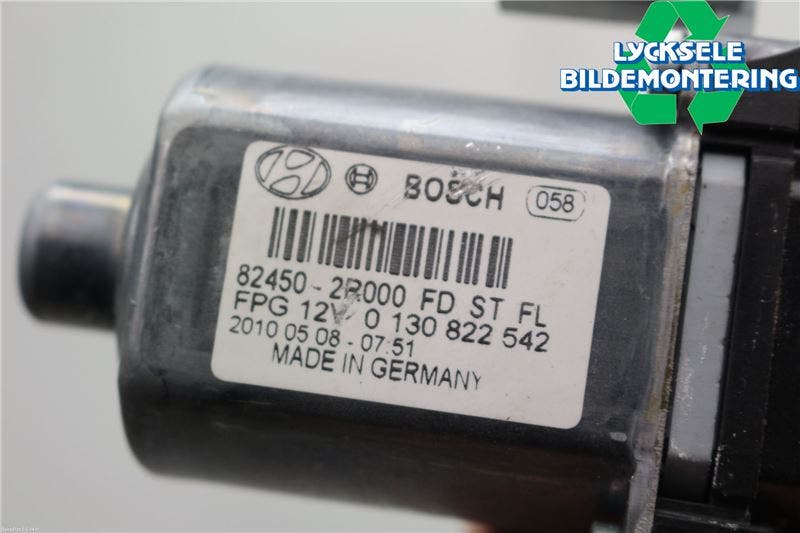 LYCKSELE
BILDEMONTERING
BOSCH 058
82450-2R000 FD ST FL
FPG 12V 0 130 822 542
2010 05 08 - 07:51
MADE IN GERMANY